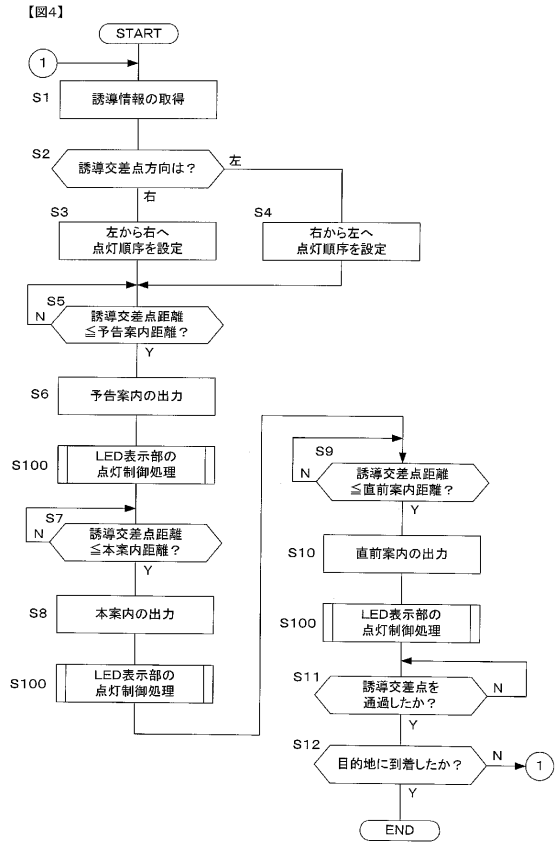 【図4】
START
1
S1
誘導情報の取得
S2
誘導交差点方向は？
左
右
S3
左から右へ
点灯順序を設定
S4
右から左へ
点灯順序を設定
S5
誘導交差点距離
≦予告案内距離？
N
Y
S6
予告案内の出力
S100
LED表示部の
点灯制御処理
S7
誘導交差点距離
≦本案内距離？
N
Y
S8
本案内の出力
S100
LED表示部の
点灯制御処理
S9
誘導交差点距離
≦直前案内距離？
N
Y
S10
直前案内の出力
S100
LED表示部の
点灯制御処理
S11
誘導交差点を
通過したか？
N
Y
S12
目的地に到着したか？
N
1
Y
END